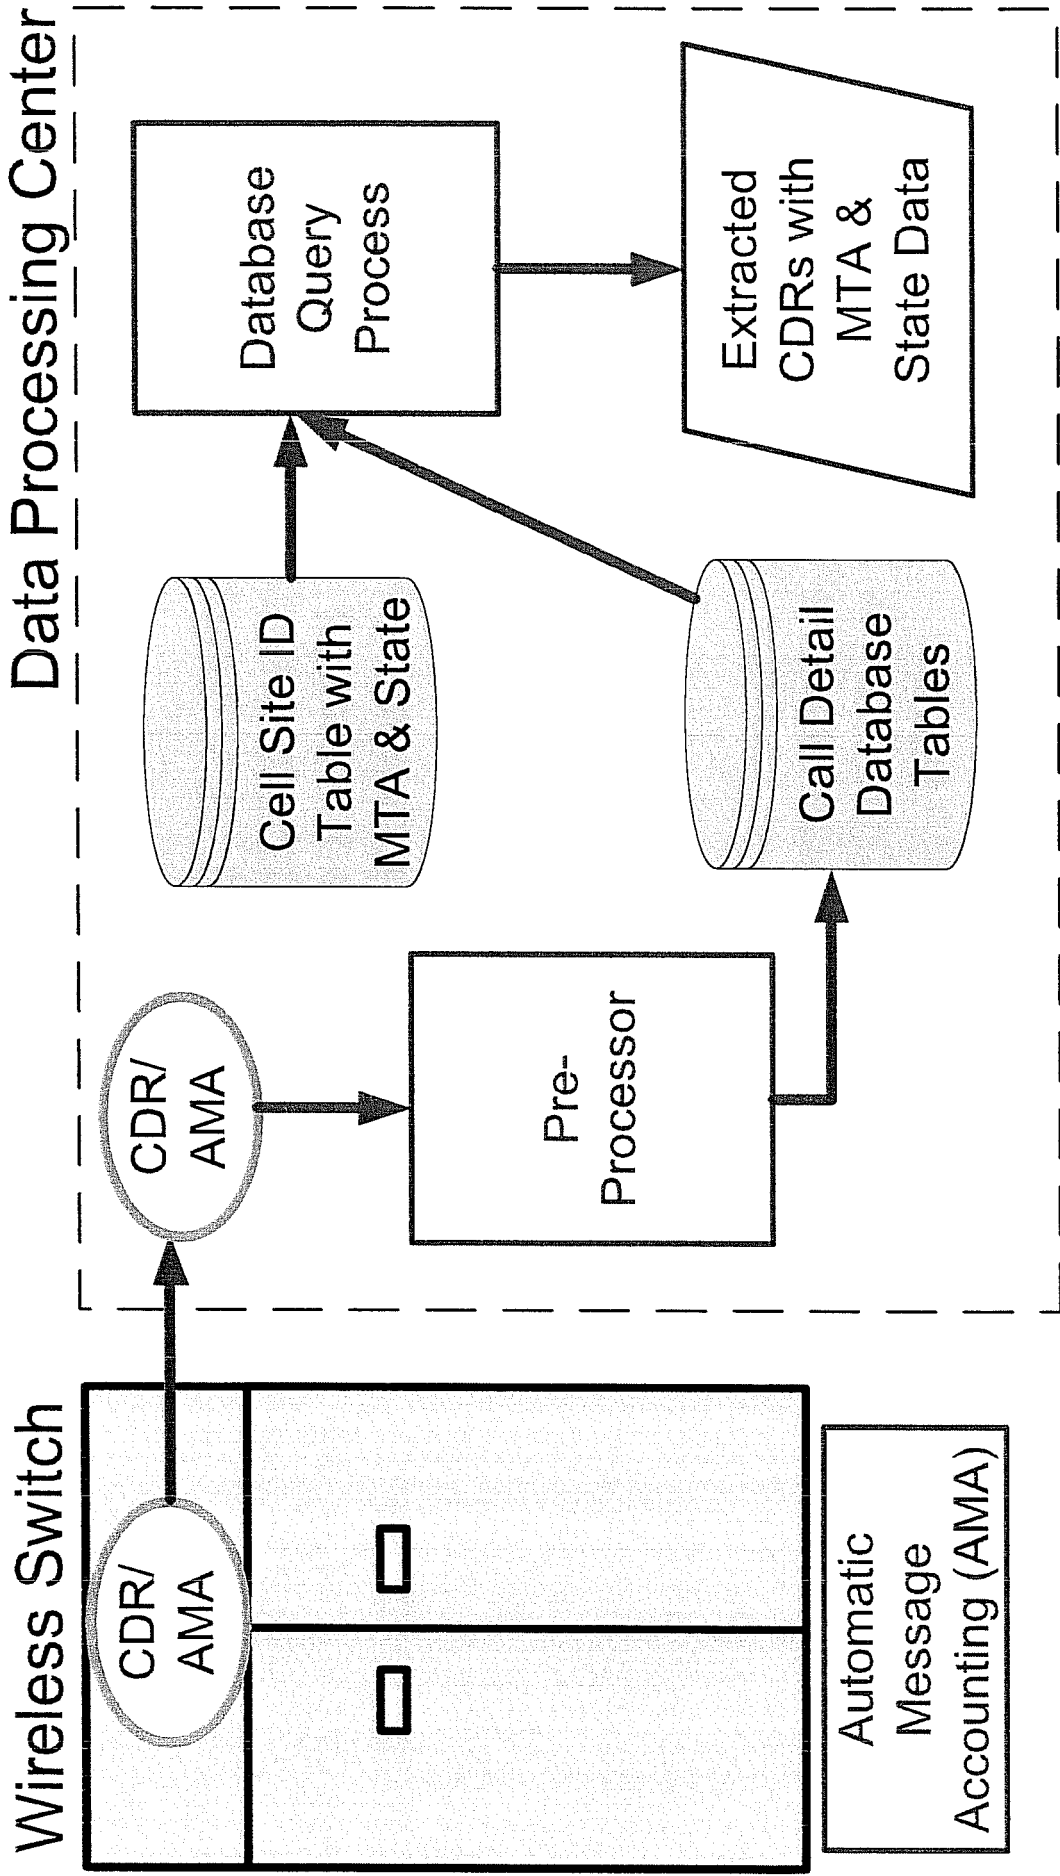 Wireless Switch
CDR/
AMA
Automatic
Message
Accounting (AMA)
Data Processing Center
CDR/
AMA
Pre-
Processor
Cell Site ID
Table with
MTA & State
Call Detail
Database
Tables
Database
Query
Process
Extracted
CDRs with
MTA &
State Data